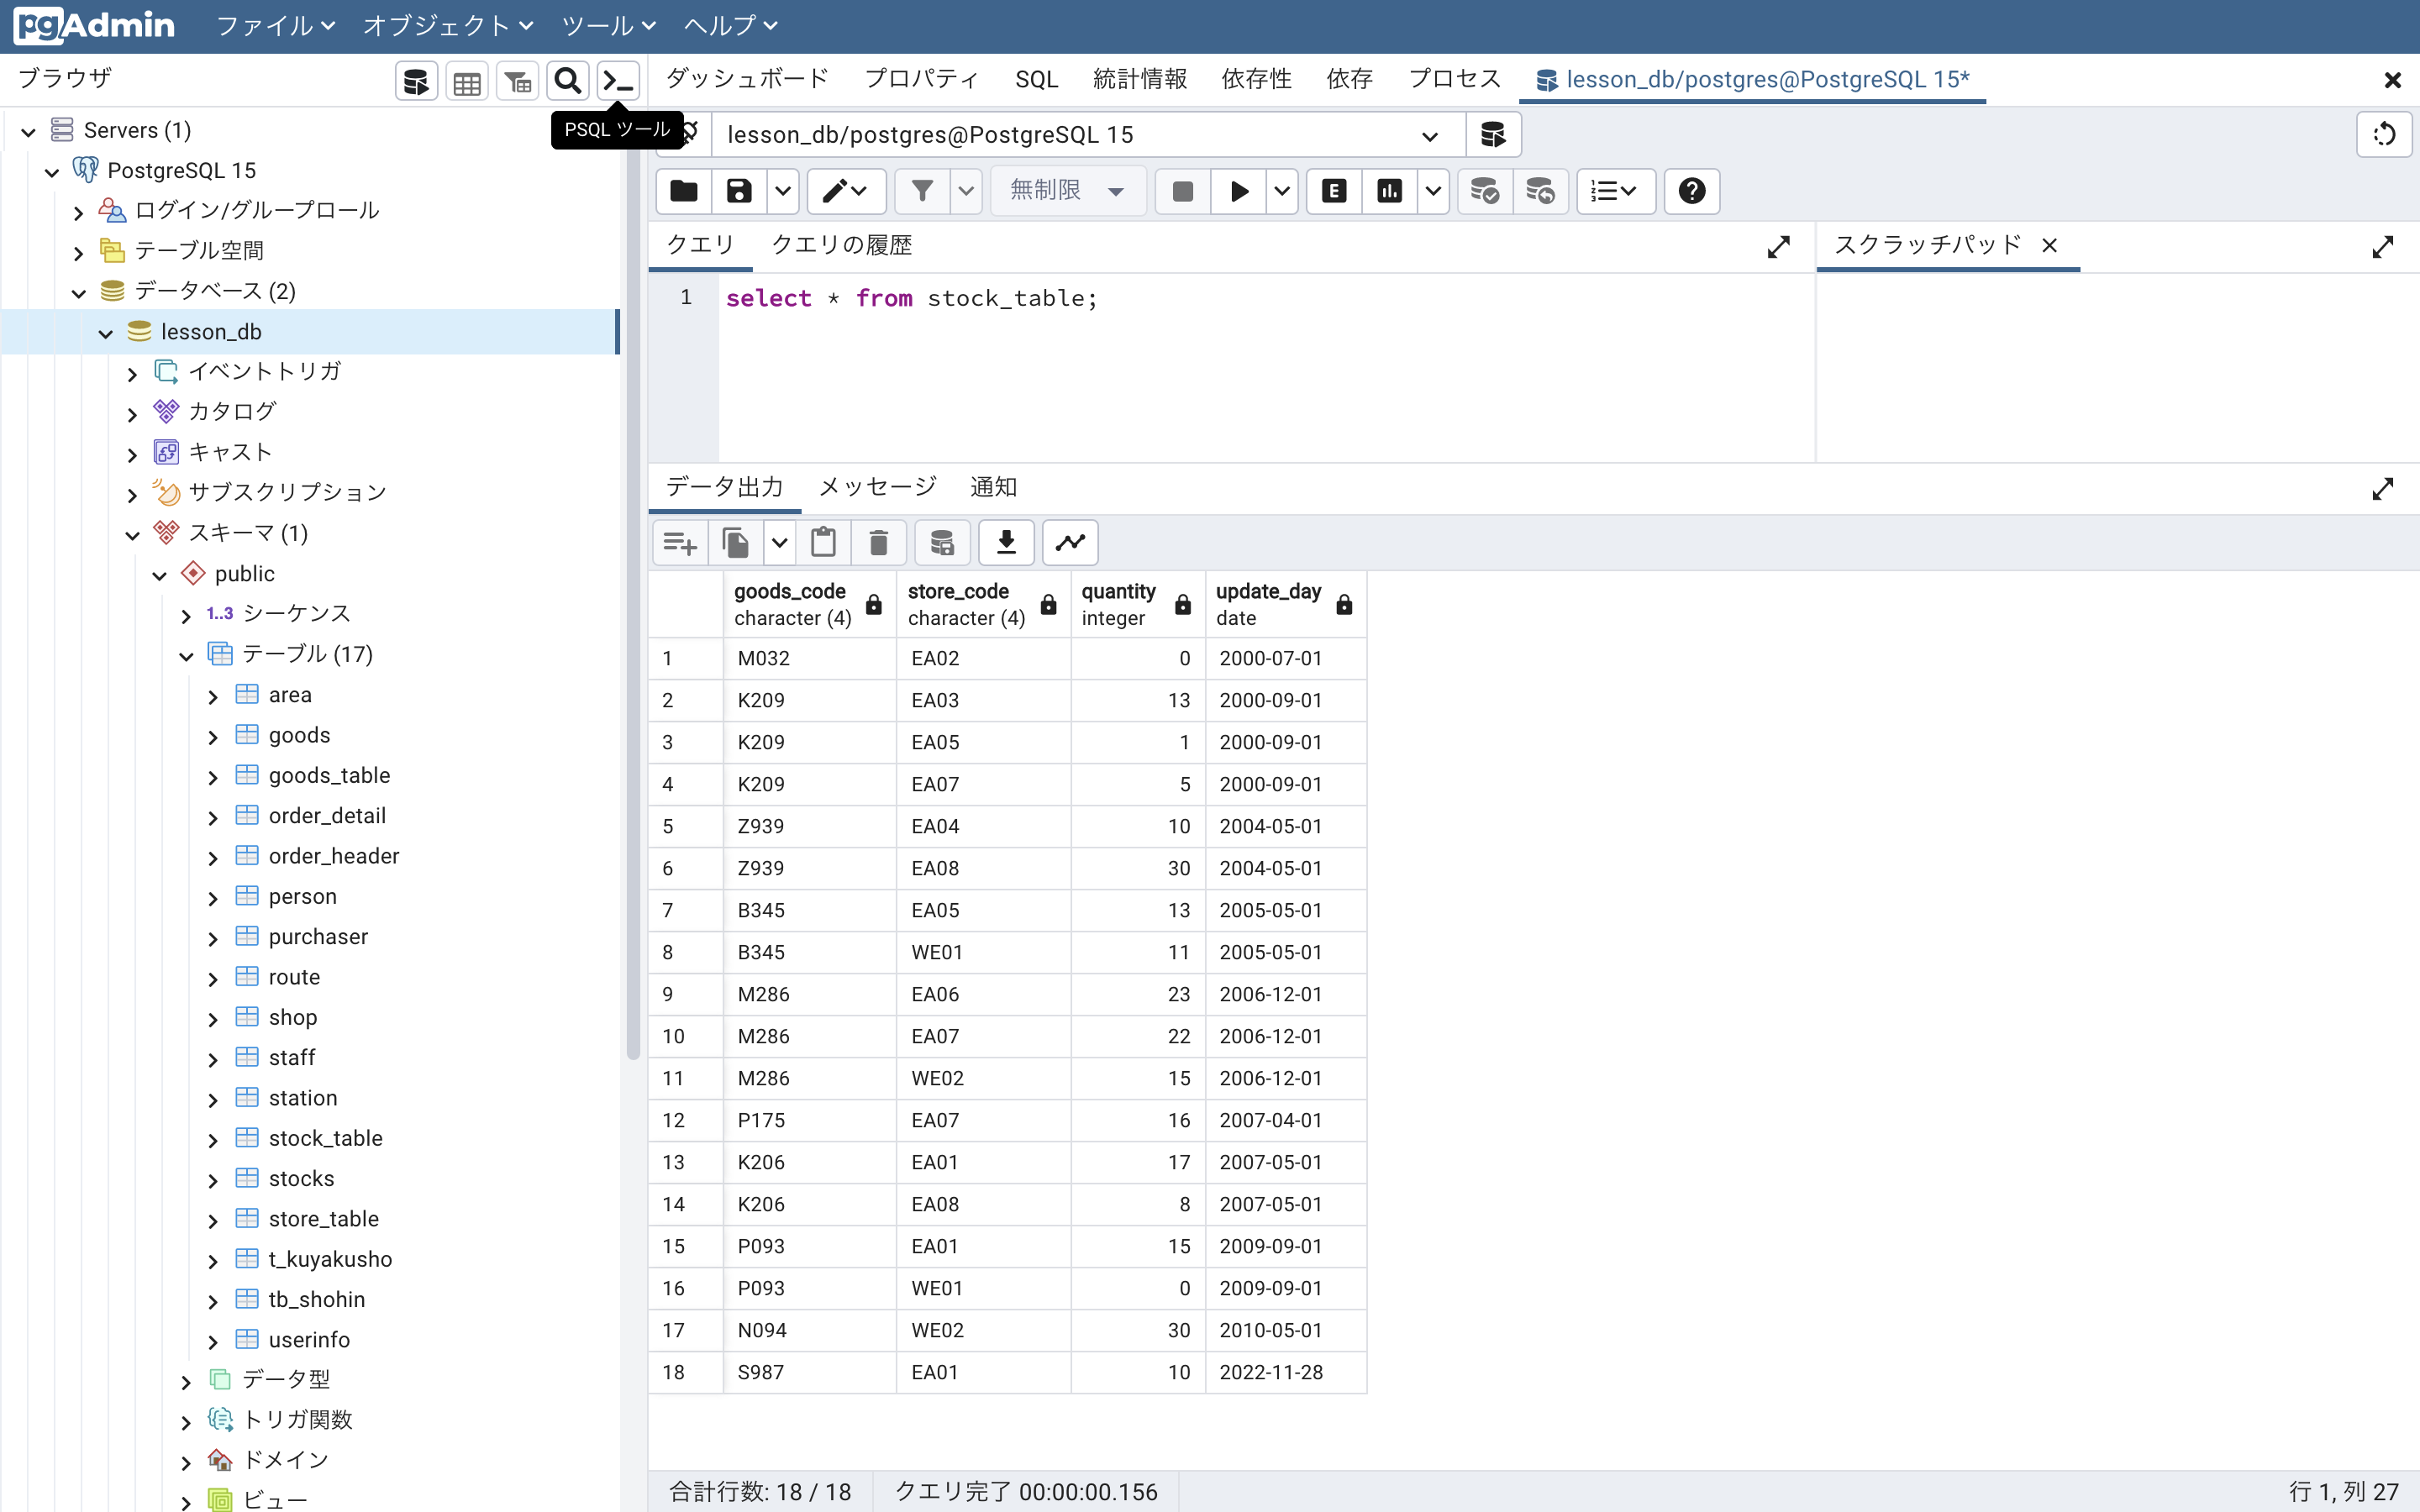 pgAdmin ファイル オブジェクト ツール ヘルプ
ブラウザ
PSQL ツール
Servers (1)
PostgreSQL 15
ログイン/グループロール
テーブル空間
データベース (2)
lesson_db
イベントトリガ
カタログ
キャスト
サブスクリプション
スキーマ (1)
public
1..3 シーケンス
テーブル (17)
area
goods
goods_table
order_detail
order_header
person
purchaser
route
shop
staff
station
stock_table
stocks
store_table
t_kuyakusho
tb_shohin
userinfo
データ型
トリガ関数
ドメイン
ビュー
ダッシュボード プロパティ SQL 統計情報 依存性 依存 プロセス lesson_db/postgres@PostgreSQL 15*
lesson_db/postgres@PostgreSQL 15
無制限 E
クエリ クエリの履歴 スクラッチパッド
1 select * from stock_table;
データ出力 メッセージ 通知
goods_code store_code quantity update_day
character (4) character (4) integer date
1 M032 EA02 0 2000-07-01
2 K209 EA03 13 2000-09-01
3 K209 EA05 1 2000-09-01
4 K209 EA07 5 2000-09-01
5 Z939 EA04 10 2004-05-01
6 Z939 EA08 30 2004-05-01
7 B345 EA05 13 2005-05-01
8 B345 WE01 11 2005-05-01
9 M286 EA06 23 2006-12-01
10 M286 EA07 22 2006-12-01
11 M286 WE02 15 2006-12-01
12 P175 EA07 16 2007-04-01
13 K206 EA01 17 2007-05-01
14 K206 EA08 8 2007-05-01
15 P093 EA01 15 2009-09-01
16 P093 WE01 0 2009-09-01
17 N094 WE02 30 2010-05-01
18 S987 EA01 10 2022-11-28
合計行数: 18 / 18 クエリ完了 00:00:00.156 行 1, 列 27